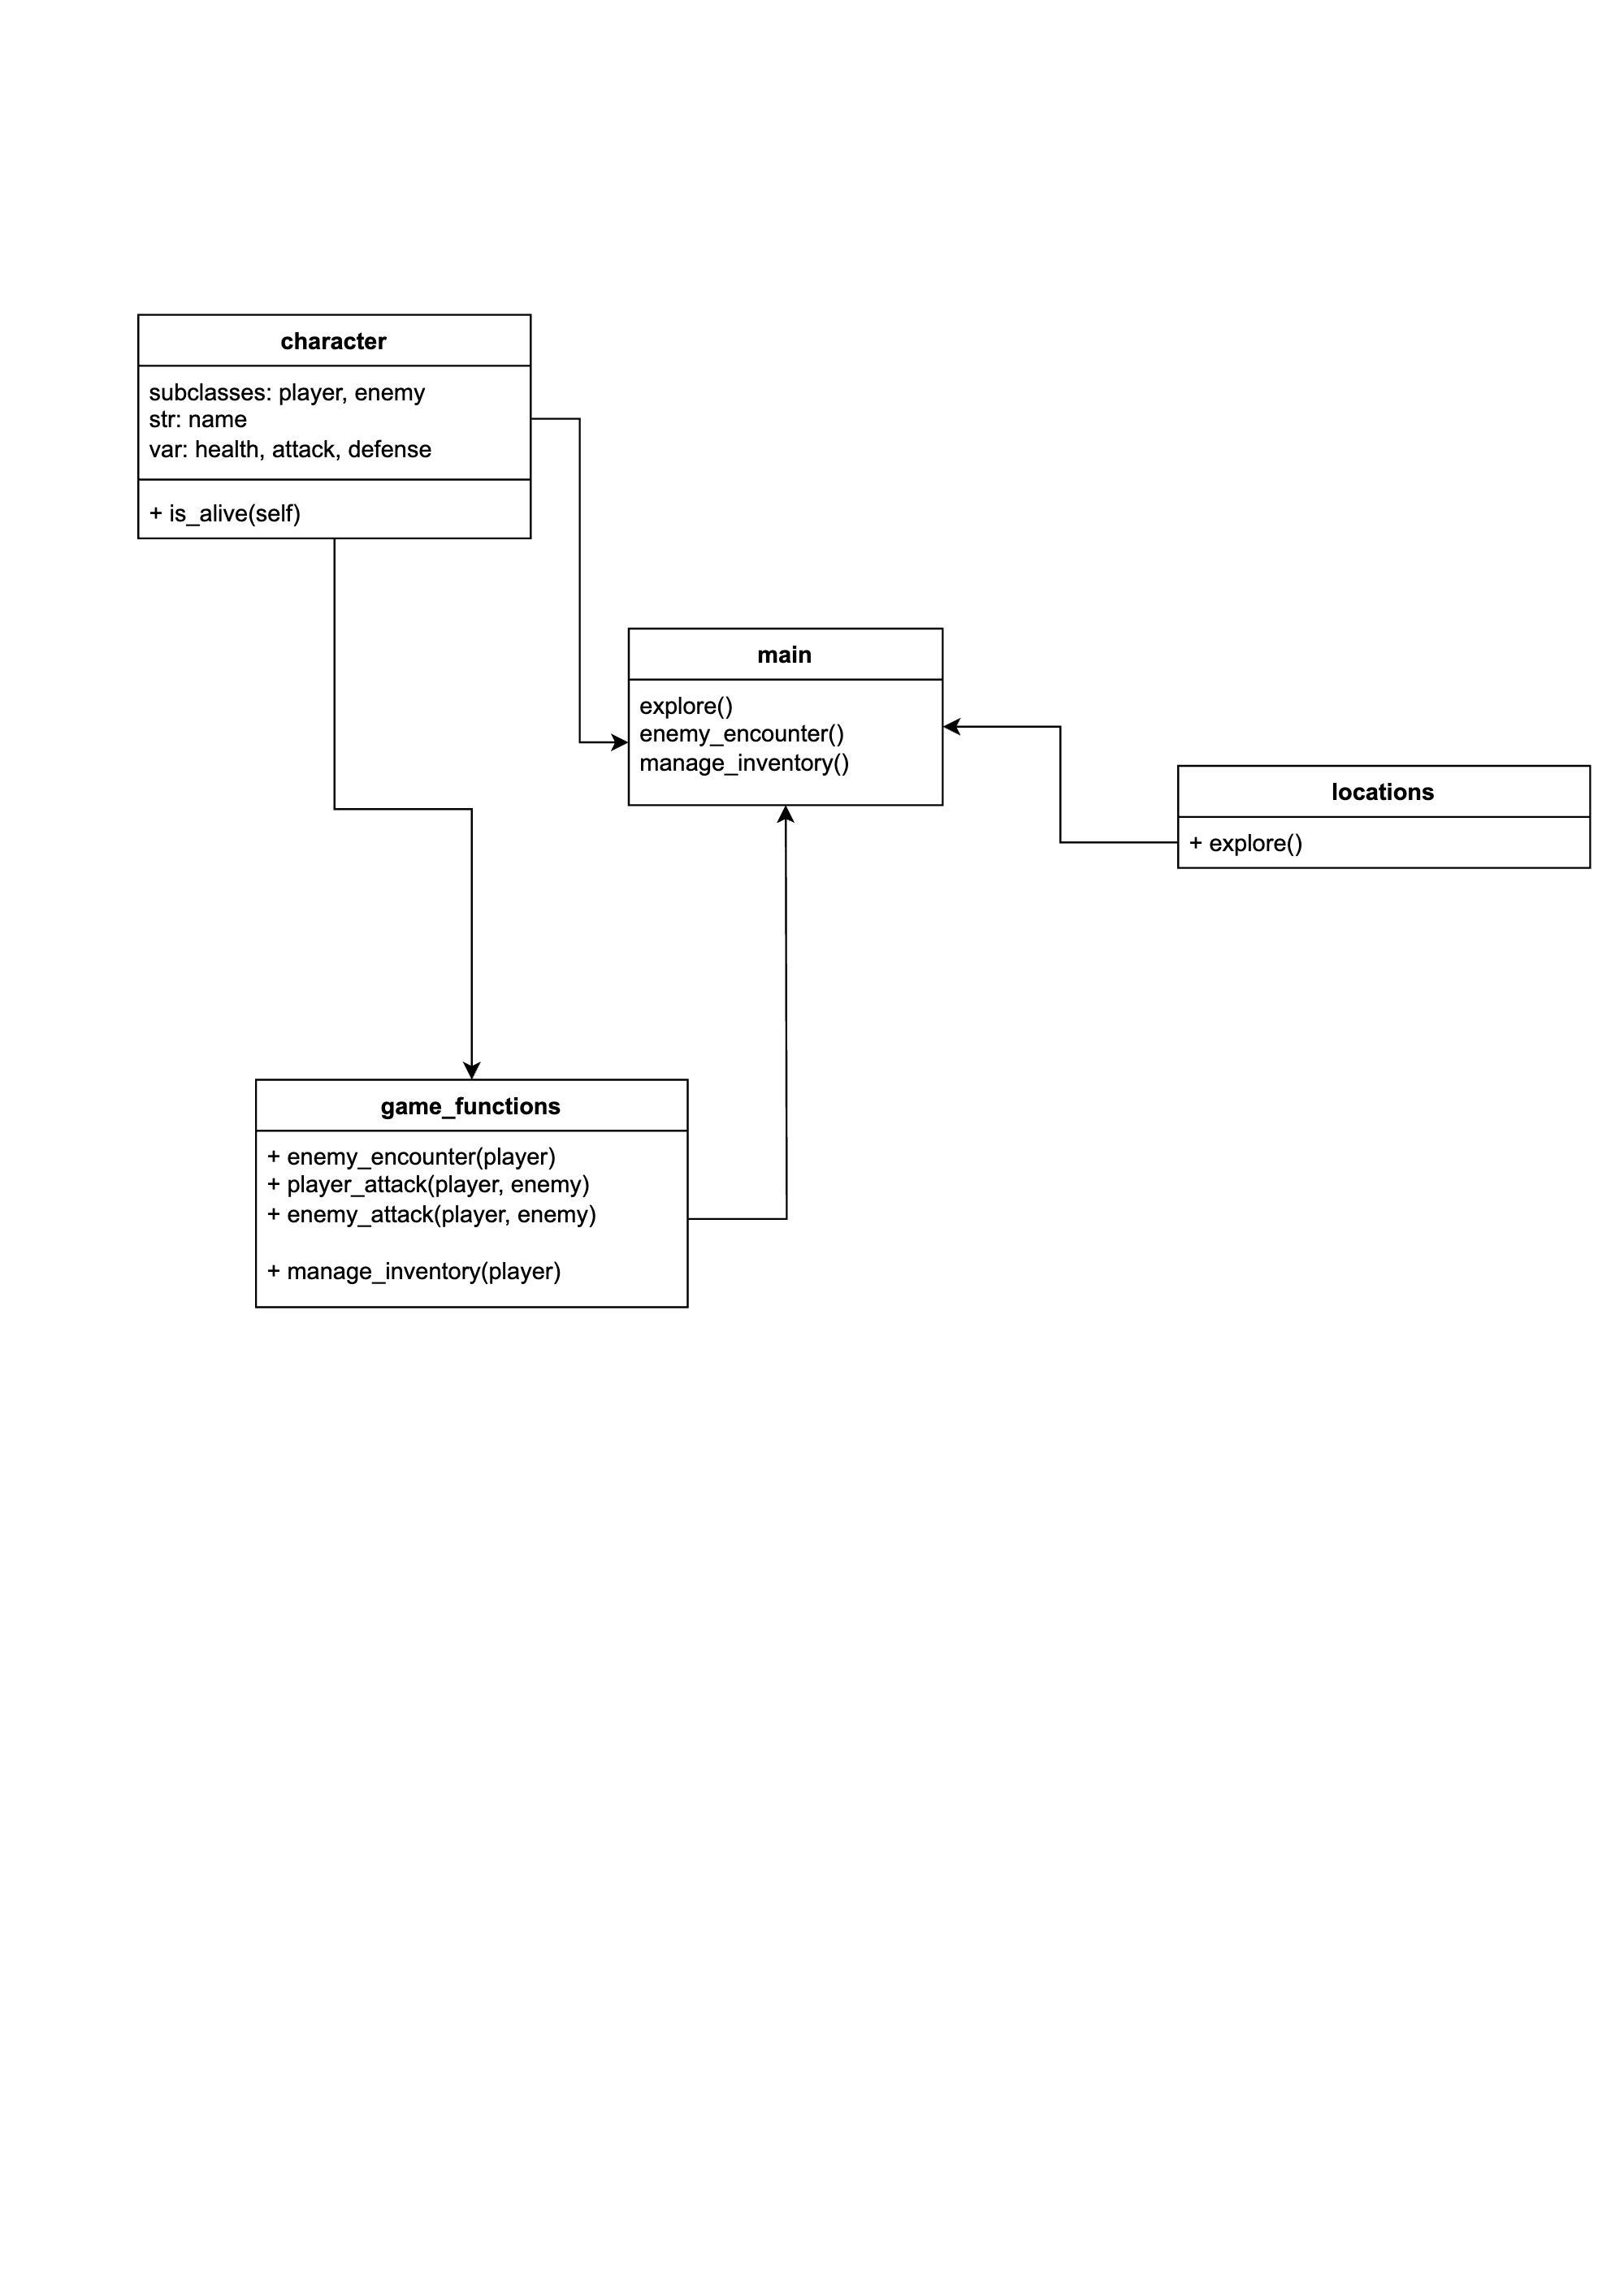 character
subclasses: player, enemy
str: name
var: health, attack, defense
+ is_alive(self)
main
explore()
enemy_encounter()
manage_inventory()
locations
+ explore()
game_functions
+ enemy_encounter(player)
+ player_attack(player, enemy)
+ enemy_attack(player, enemy)
+ manage_inventory(player)